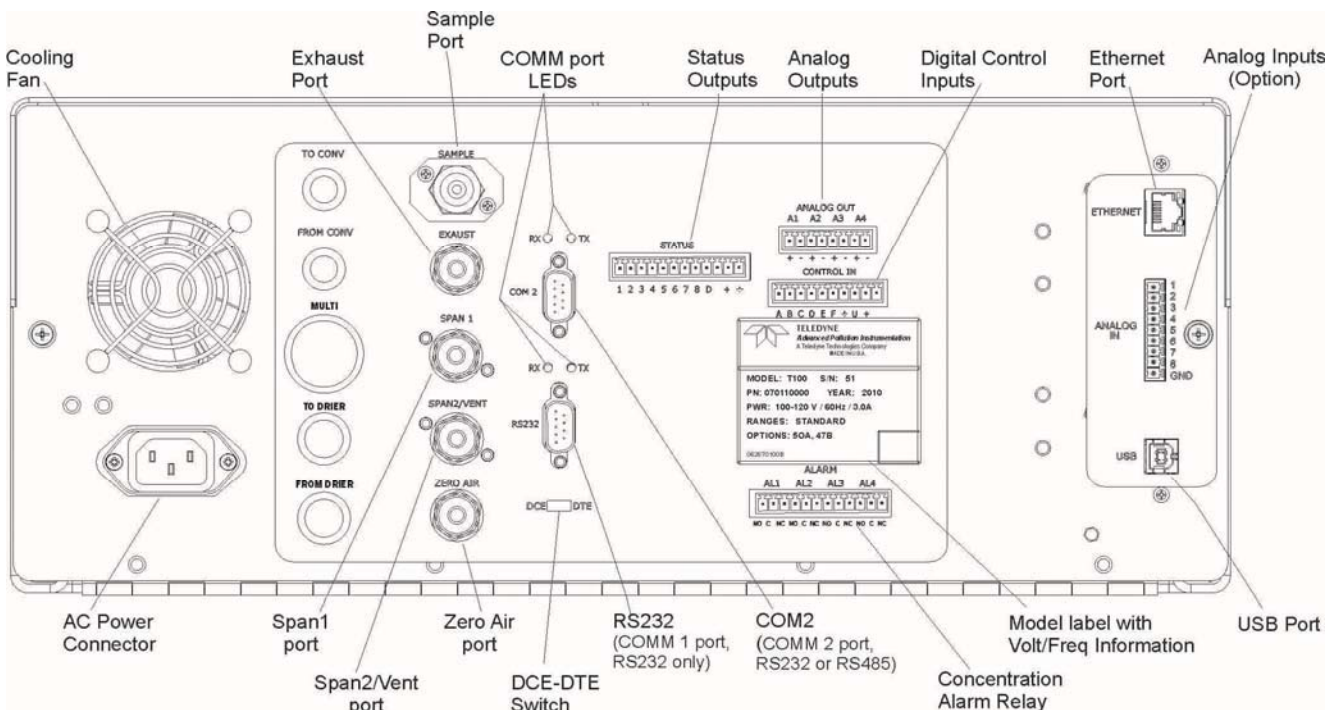 Cooling
Fan
Exhaust
Port
Sample
Port
COMM port
LEDs
Status
Outputs
Analog
Outputs
Digital Control
Inputs
Ethernet
Port
Analog Inputs
(Option)
TO CONV
FROM CONV
MULTI
TO DRIER
FROM DRIER
SAMPLE
EXAUST
SPAN 1
SPAN2/VENT
ZERO AIR
RX TX
COM 2
RX TX
RS232
DCE DTE
STATUS
1 2 3 4 5 6 7 8 D +
ANALOG OUT
A1 A2 A3 A4
+ - + - + - + -
CONTROL IN
A B C D E F U +
TELEDYNE
Advanced Pollution Instrumentation
A Teledyne Technologies Company
MADE IN U.S.A.
MODEL: T100 S/N: 51
PN: 070110000 YEAR: 2010
PWR: 100-120 V / 60Hz / 3.0A
RANGES: STANDARD
OPTIONS: 50A, 47B
ALARM
AL1 AL2 AL3 AL4
NO C NC NO C NC NO C NC NO C NC
ETHERNET
ANALOG
IN
1
2
3
4
5
6
7
8
GND
USB
AC Power
Connector
Span1
port
Span2/Vent
port
Zero Air
port
DCE-DTE
Switch
RS232
(COMM 1 port,
RS232 only)
COM2
(COMM 2 port,
RS232 or RS485)
Concentration
Alarm Relay
Model label with
Volt/Freq Information
USB Port